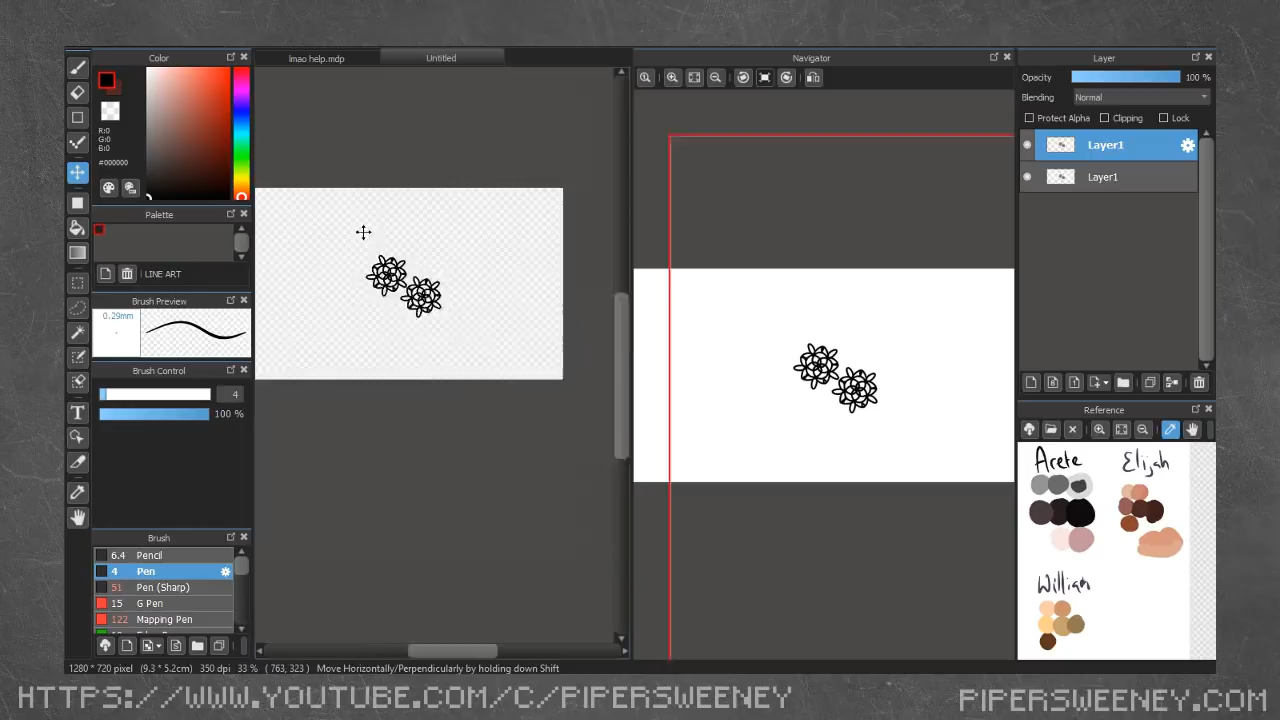 Color
lmao help.mdp
Untitled
Navigator
Layer
Opacity 100 %
Blending Normal
Protect Alpha Clipping Lock
R:0
G:0
B:0
#000000
Layer1
Layer1
Palette
LINE ART
Brush Preview
0.29mm
Brush Control
4
100 %
Reference
Arete
Elijah
Willian
Brush
6.4 Pencil
4 Pen
51 Pen (Sharp)
15 G Pen
122 Mapping Pen
1280 * 720 pixel (9.3 * 5.2cm) 350 dpi 33 % ( 763, 323 ) Move Horizontally/Perpendicularly by holding down Shift
HTTPS://WWW.YOUTUBE.COM/C/PIPERSWEENEY
PIPERSWEENEY.COM